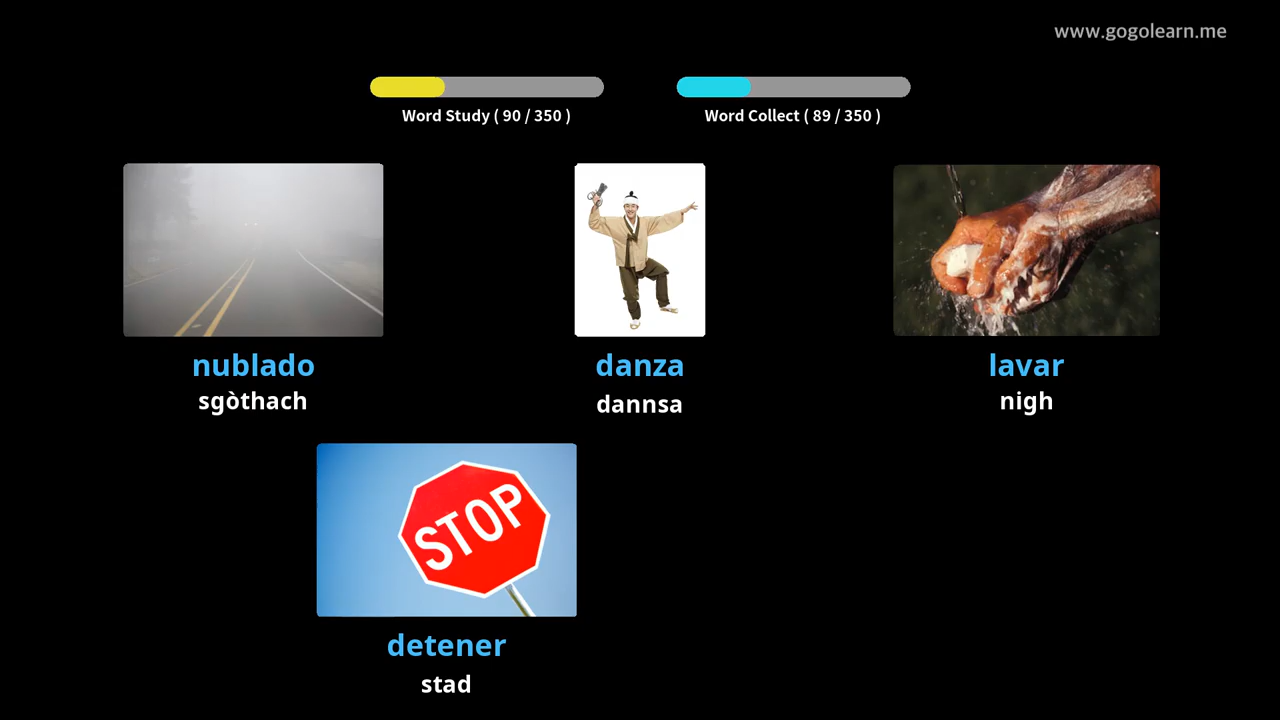 www.gogolearn.me
Word Study ( 90 / 350 )
Word Collect ( 89 / 350 )
nublado
sgòthach
danza
dannsa
lavar
nigh
STOP
detener
stad